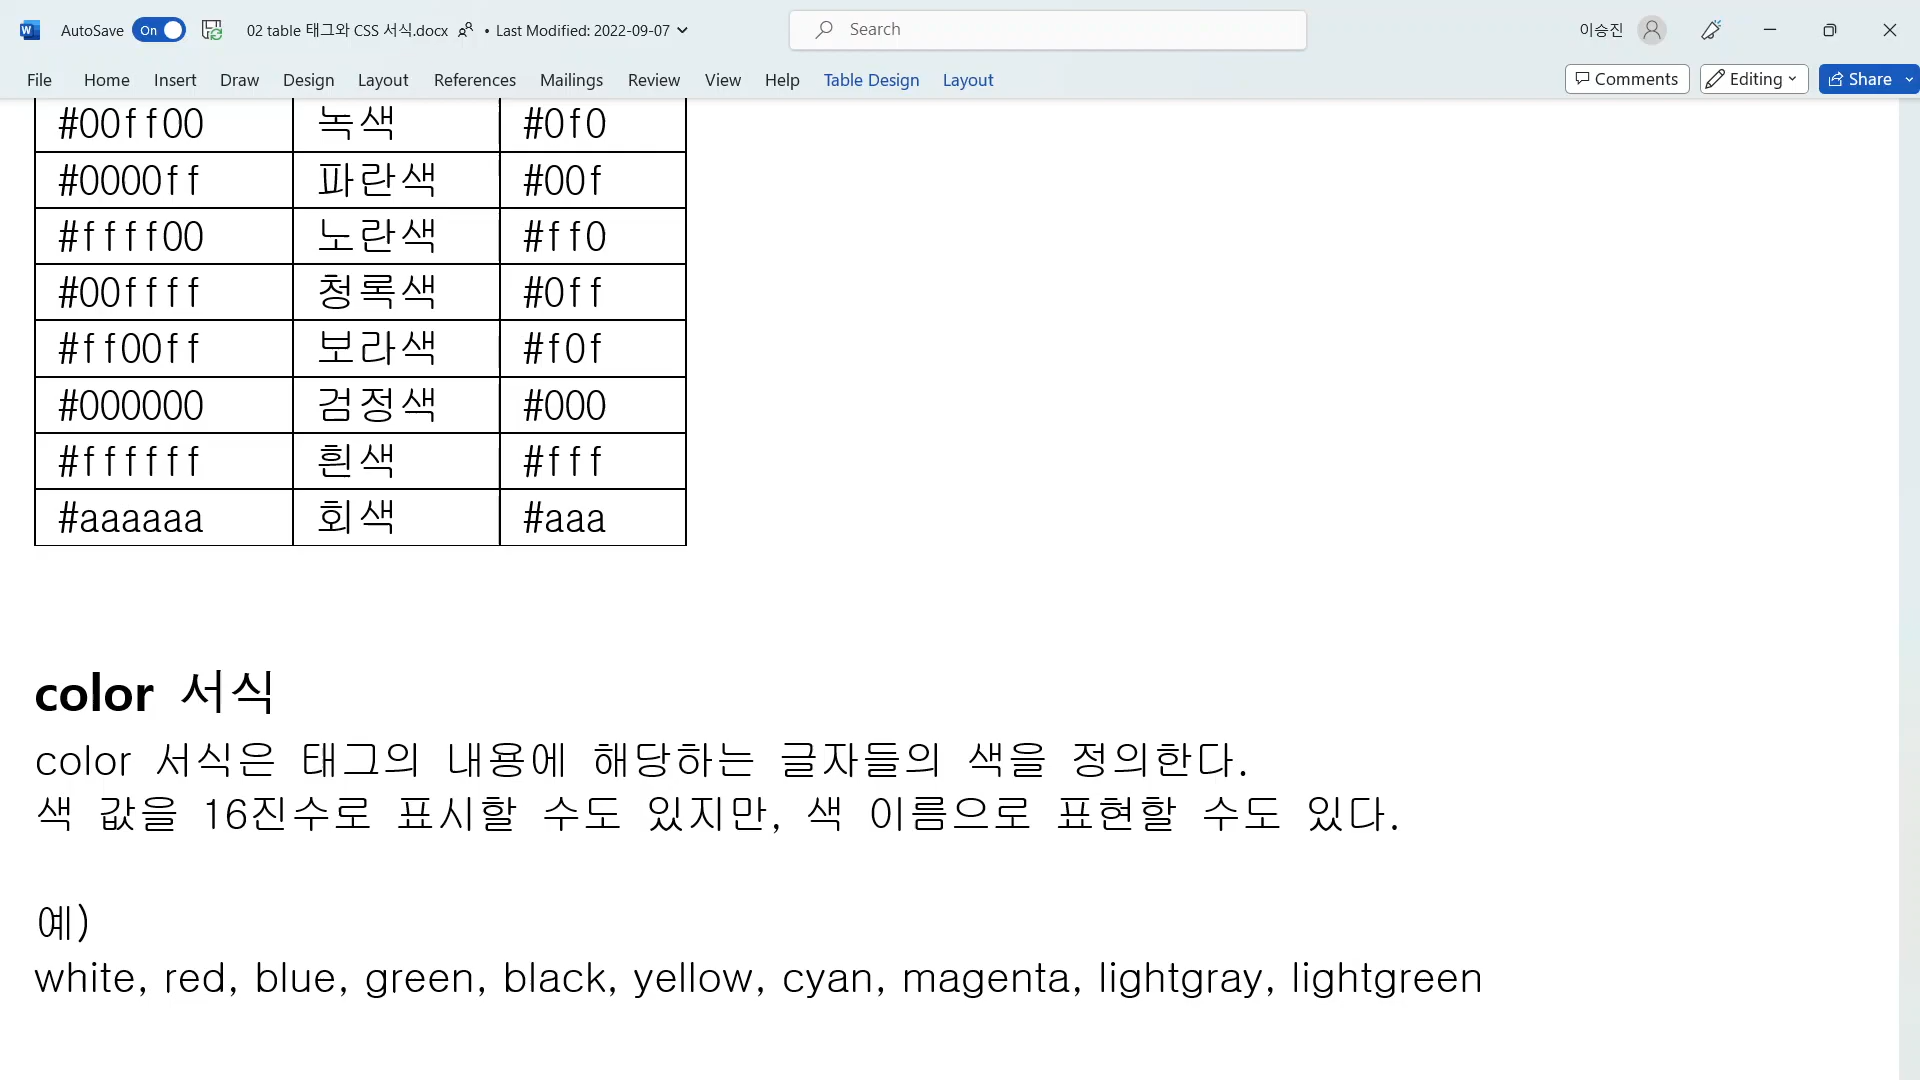 AutoSave On 02 table 태그와 CSS 서식.docx • Last Modified: 2022-09-07 Search 이승진
File Home Insert Draw Design Layout References Mailings Review View Help Table Design Layout Comments Editing Share
#00ff00 녹색 #0f0
#0000ff 파란색 #00f
#ffff00 노란색 #ff0
#00ffff 청록색 #0ff
#ff00ff 보라색 #f0f
#000000 검정색 #000
#ffffff 흰색 #fff
#aaaaaa 회색 #aaa
color 서식
color 서식은 태그의 내용에 해당하는 글자들의 색을 정의한다.
색 값을 16진수로 표시할 수도 있지만, 색 이름으로 표현할 수도 있다.
예)
white, red, blue, green, black, yellow, cyan, magenta, lightgray, lightgreen